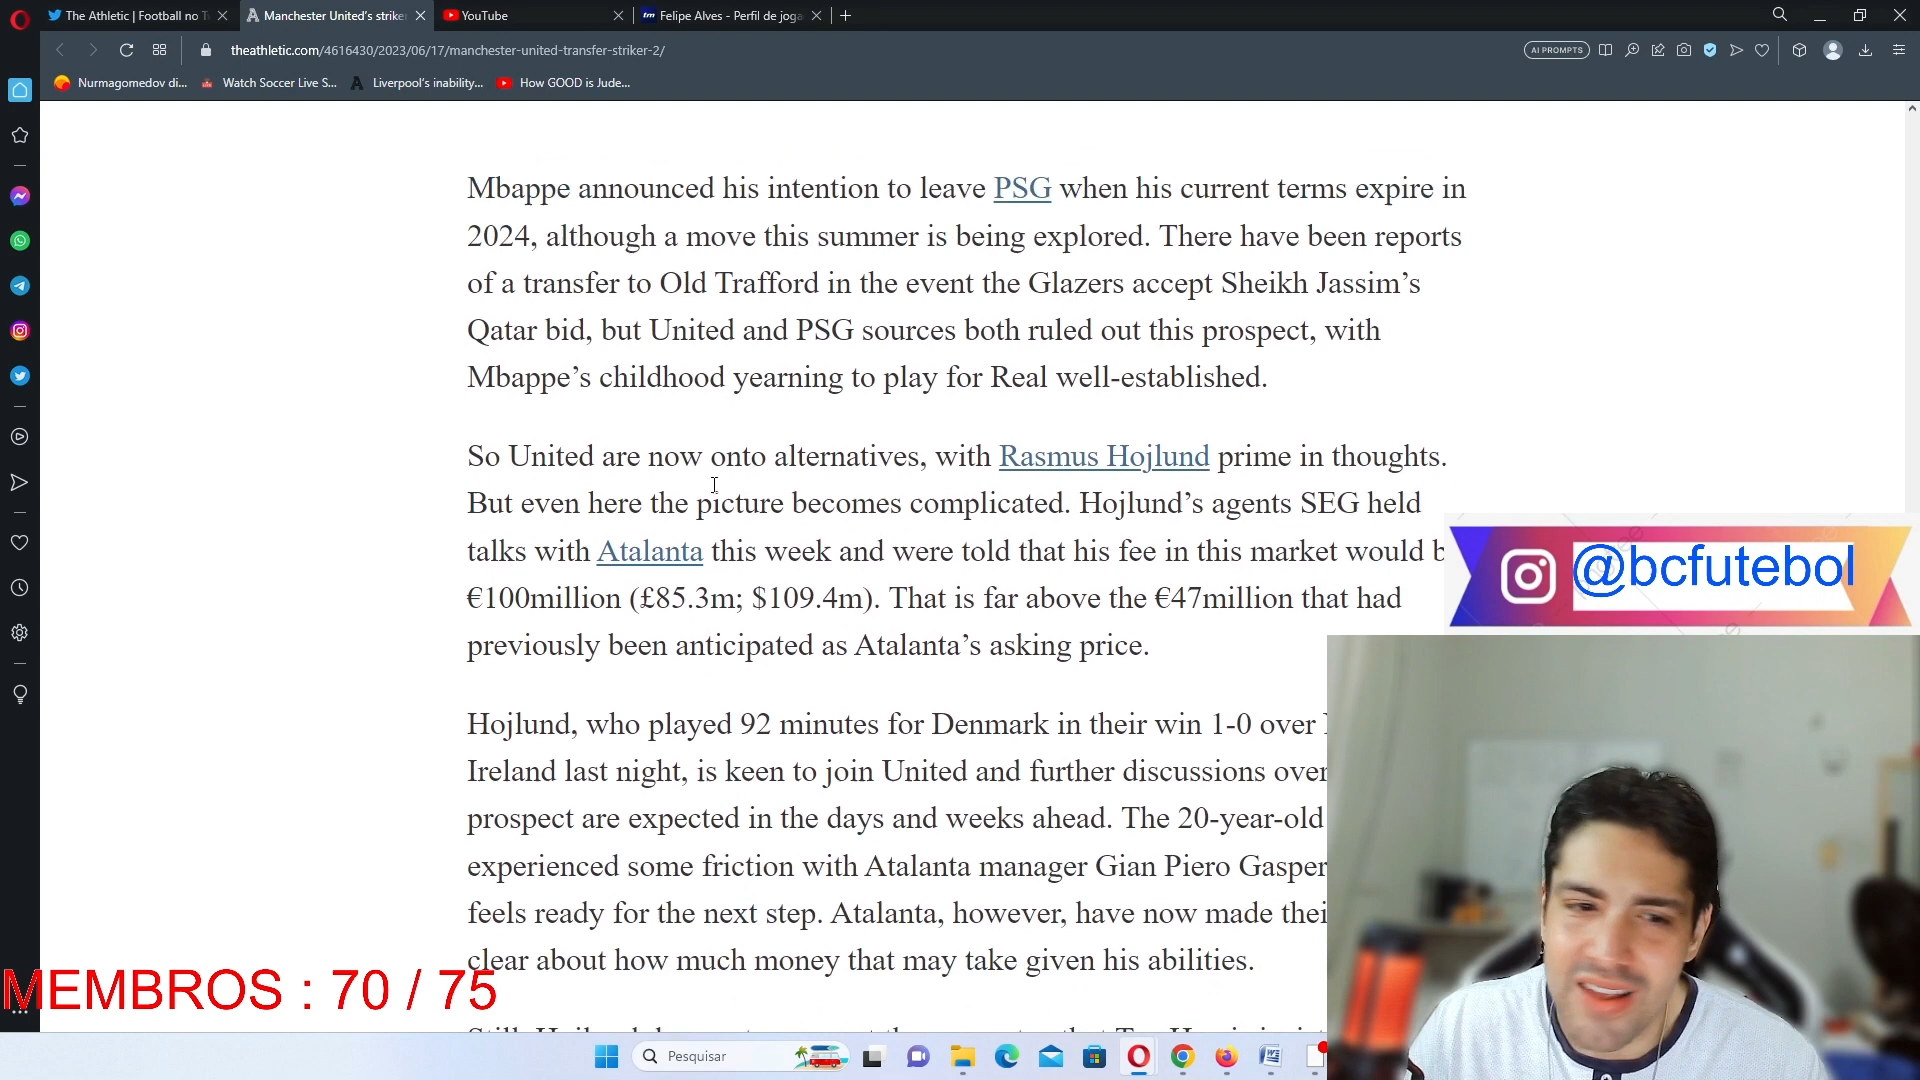 The Athletic | Football no T
Manchester United's strike
YouTube
tm Felipe Alves - Perfil de joga
theathletic.com/4616430/2023/06/17/manchester-united-transfer-striker-2/
AI PROMPTS
Nurmagomedov di...
Watch Soccer Live S...
Liverpool's inability...
How GOOD is Jude...
Mbappe announced his intention to leave PSG when his current terms expire in
2024, although a move this summer is being explored. There have been reports
of a transfer to Old Trafford in the event the Glazers accept Sheikh Jassim's
Qatar bid, but United and PSG sources both ruled out this prospect, with
Mbappe's childhood yearning to play for Real well-established.
So United are now onto alternatives, with Rasmus Hojlund prime in thoughts.
But even here the picture becomes complicated. Hojlund's agents SEG held
talks with Atalanta this week and were told that his fee in this market would b
€100million (£85.3m; $109.4m). That is far above the €47million that had
previously been anticipated as Atalanta's asking price.
@bcfutebol
Hojlund, who played 92 minutes for Denmark in their win 1-0 over
Ireland last night, is keen to join United and further discussions over
prospect are expected in the days and weeks ahead. The 20-year-old
experienced some friction with Atalanta manager Gian Piero Gasper
feels ready for the next step. Atalanta, however, have now made thei
clear about how much money that may take given his abilities.
MEMBROS : 70 / 75
Pesquisar